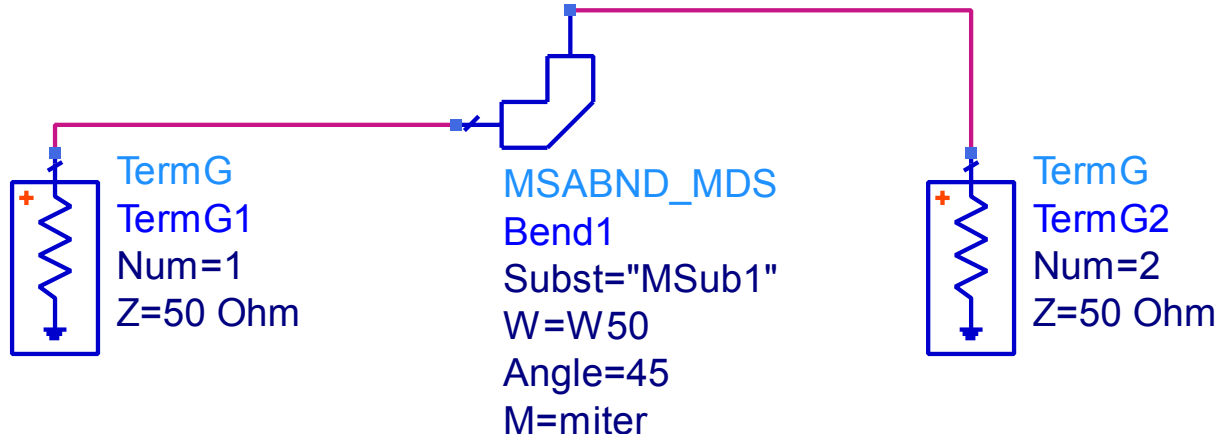 TermG
TermG1
Num=1
Z=50 Ohm
MSABND_MDS
Bend1
Subst="MSub1"
W=W50
Angle=45
M=miter
TermG
TermG2
Num=2
Z=50 Ohm